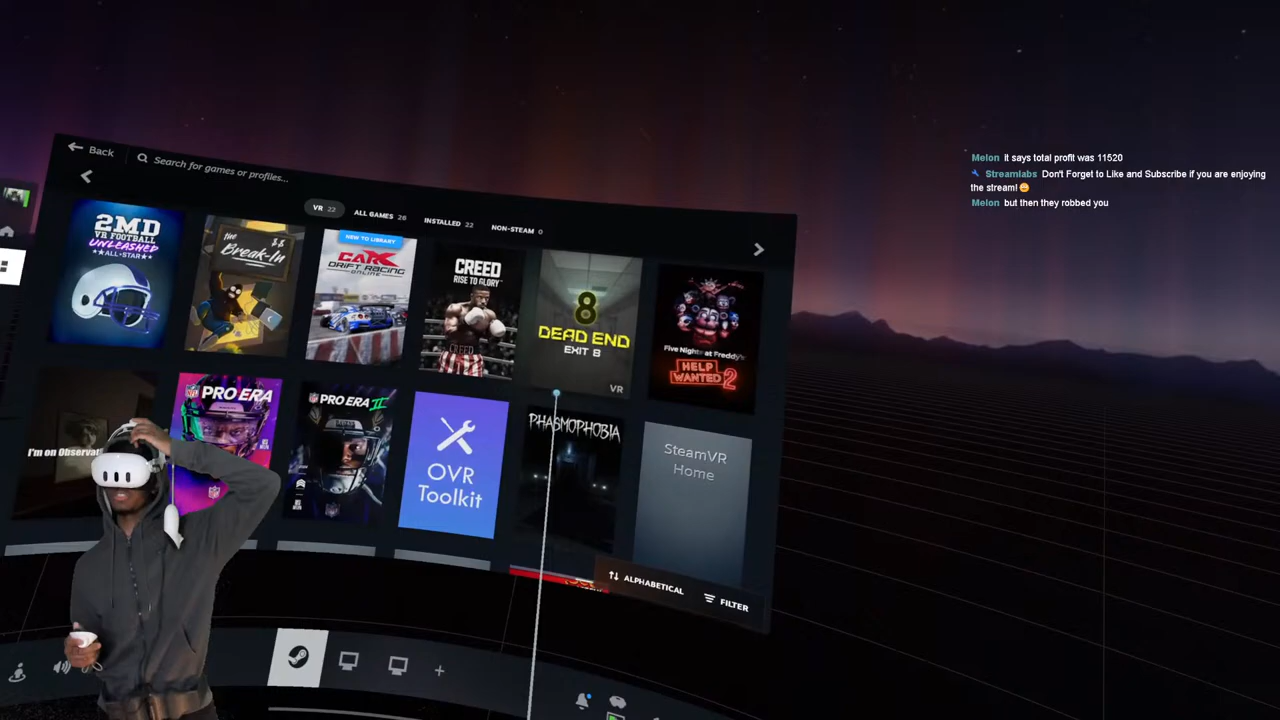 Back
Search for games or profiles...
VR 22
ALL GAMES 26
INSTALLED 22
NON-STEAM 0
2MD
VR FOOTBALL
UNLEASHED
★ALL-STAR★
the
Break-In
NEW TO LIBRARY
CARX
DRIFT RACING
ONLINE
CREED
RISE TO GLORY
CREED
8
DEAD END
EXIT 8
VR
Five Nights at Freddy's
HELP
WANTED 2
I'm on Observat
NFL
PRO ERA
NFL
NFL
PRO ERA II
OVR
Toolkit
PHASMOPHOBIA
SteamVR
Home
ALPHABETICAL
FILTER
Melon It says total profit was 11520
Streamlabs Don't Forget to Like and Subscribe if you are enjoying
the stream!
Melon but then they robbed you